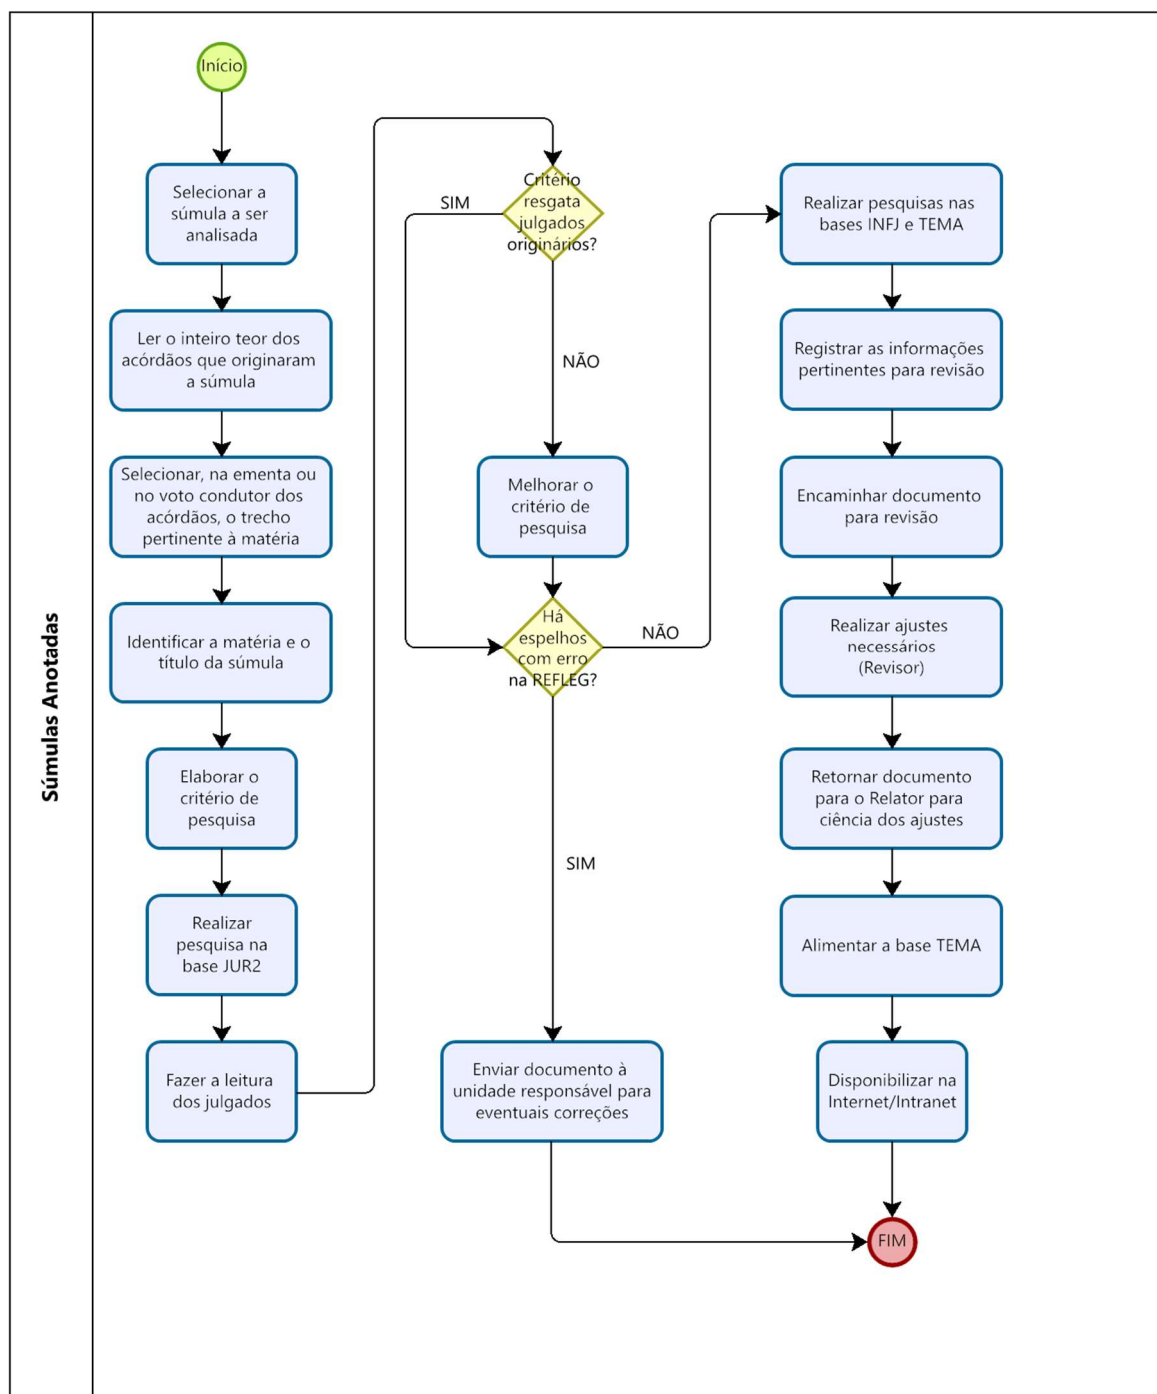 Súmulas Anotadas
Início
Selecionar a
súmula a ser
analisada
Ler o inteiro teor dos
acórdãos que originaram
a súmula
Selecionar, na ementa ou
no voto condutor dos
acórdãos, o trecho
pertinente à matéria
Identificar a matéria e o
título da súmula
Elaborar o
critério de
pesquisa
Realizar
pesquisa na
base JUR2
Fazer a leitura
dos julgados
Critério
resgata
julgados
originários?
SIM
NÃO
Melhorar o
critério de
pesquisa
Há
espelhos
com erro
na REFLEG?
NÃO
SIM
Enviar documento à
unidade responsável para
eventuais correções
Realizar pesquisas nas
bases INFJ e TEMA
Registrar as informações
pertinentes para revisão
Encaminhar documento
para revisão
Realizar ajustes
necessários
(Revisor)
Retornar documento
para o Relator para
ciência dos ajustes
Alimentar a base TEMA
Disponibilizar na
Internet/Intranet
FIM